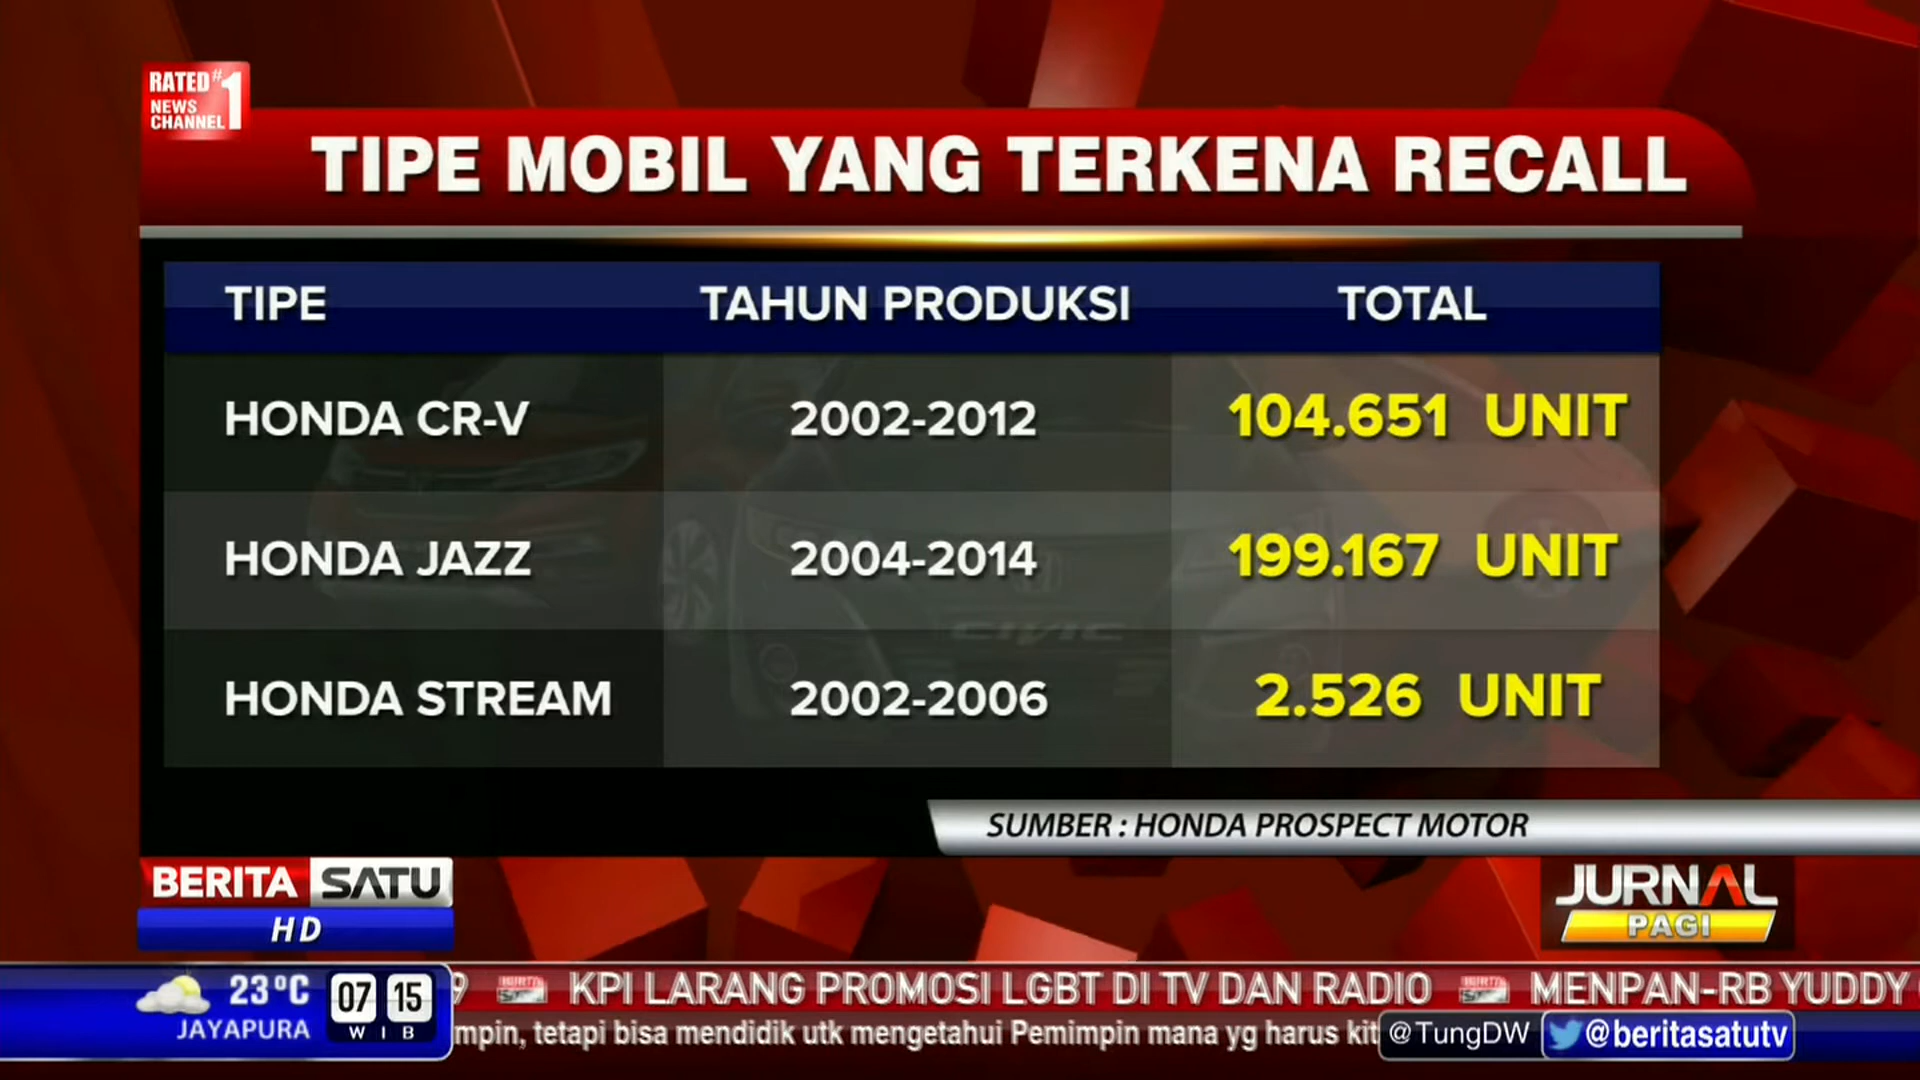 RATED #1
NEWS
CHANNEL
TIPE MOBIL YANG TERKENA RECALL
TIPE TAHUN PRODUKSI TOTAL
HONDA CR-V 2002-2012 104.651 UNIT
HONDA JAZZ 2004-2014 199.167 UNIT
CIVIC
HONDA STREAM 2002-2006 2.526 UNIT
SUMBER : HONDA PROSPECT MOTOR
BERITA SATU
HD
JURNAL
PAGI
23°C
JAYAPURA
07 15
WIB
9 KPI LARANG PROMOSI LGBT DI TV DAN RADIO MENPAN-RB YUDDY
mpin, tetapi bisa mendidik utk mengetahui Pemimpin mana yg harus kit @TungDW @beritasatutv